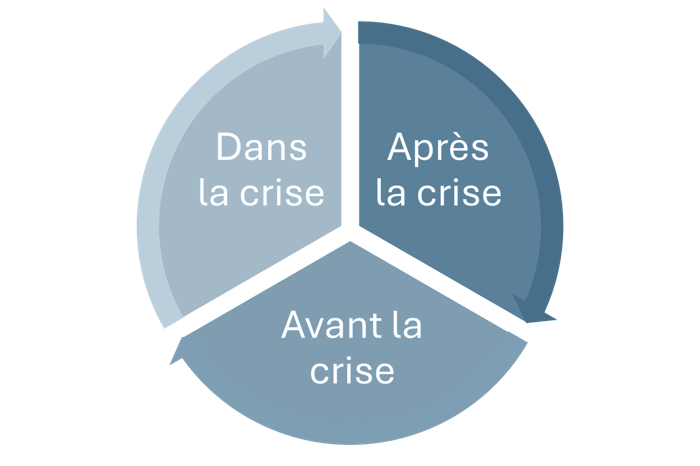 Dans
la crise
Après
la crise
Avant la
crise